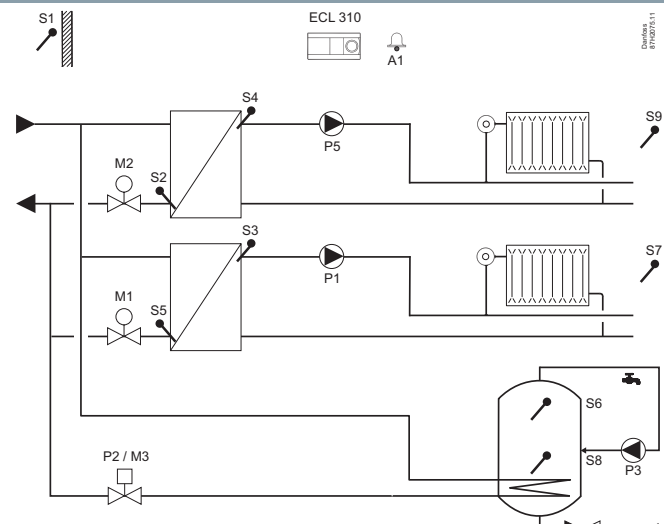 S1
ECL 310
A1
Danfoss
87H2075.11
S4
P5
S9
M2
S2
S3
P1
S7
M1
S5
S6
P2 / M3
S8
P3